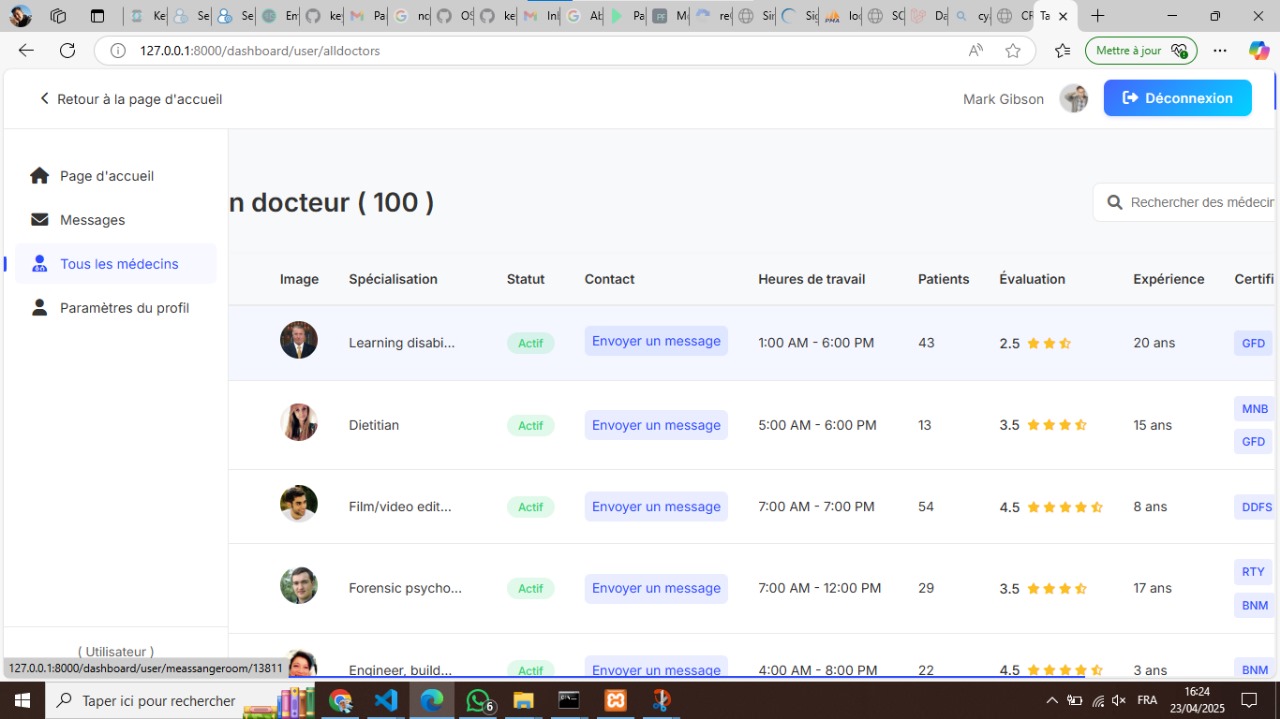 Ke
Se
Se
Em
ke
Pa
nc
OS
ke
Inl
Ab
Pa
Mo
re
Sir
Sig
loc
SC
Da
cy
CF
Ta
127.0.0.1:8000/dashboard/user/alldoctors
Mettre à jour
Retour à la page d'accueil
Mark Gibson
Déconnexion
Page d'accueil
Messages
Tous les médecins
Paramètres du profil
n docteur ( 100 )
Rechercher des médecin
Image Spécialisation Statut Contact Heures de travail Patients Évaluation Expérience Certifi
Learning disabi... Actif Envoyer un message 1:00 AM - 6:00 PM 43 2.5 20 ans GFD
Dietitian Actif Envoyer un message 5:00 AM - 6:00 PM 13 3.5 15 ans MNB
GFD
Film/video edit... Actif Envoyer un message 7:00 AM - 7:00 PM 54 4.5 8 ans DDFS
Forensic psycho... Actif Envoyer un message 7:00 AM - 12:00 PM 29 3.5 17 ans RTY
BNM
Engineer, build... Actif Envoyer un message 4:00 AM - 8:00 PM 22 4.5 3 ans BNM
( Utilisateur )
127.0.0.1:8000/dashboard/user/meassangeroom/13811
Taper ici pour rechercher
6
FRA
16:24
23/04/2025